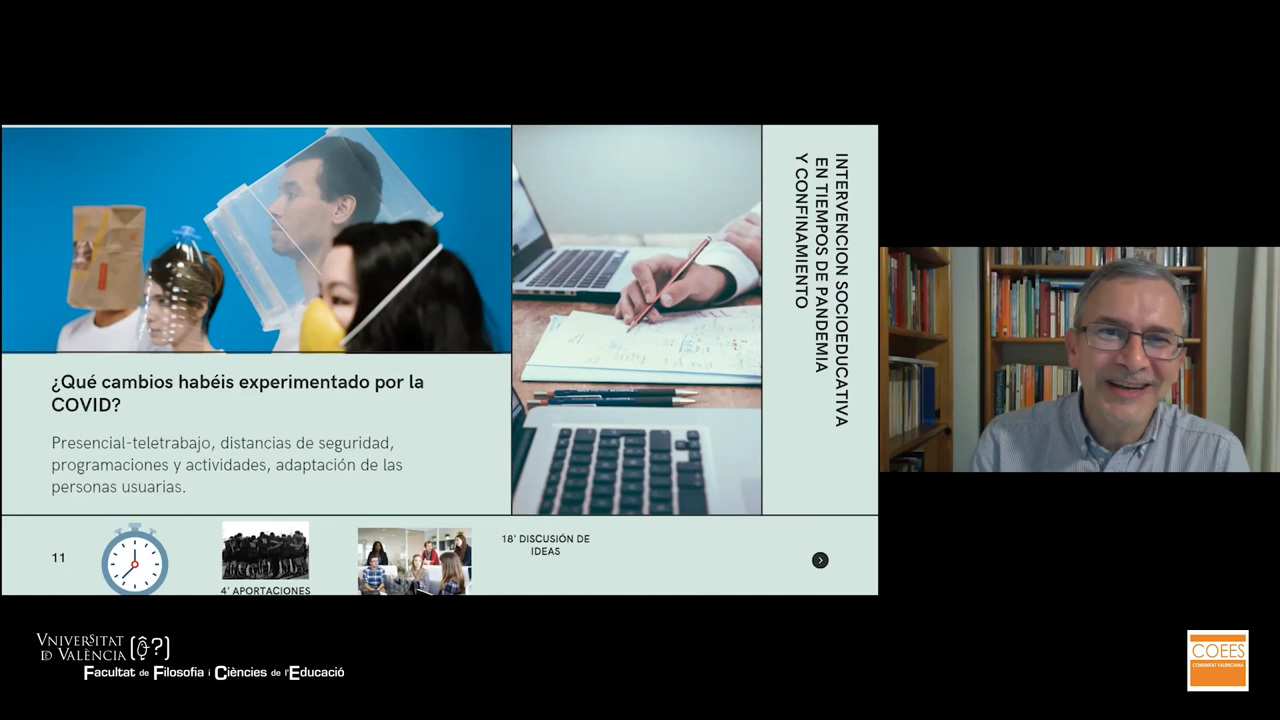 ¿Qué cambios habéis experimentado por la
COVID?
Presencial-teletrabajo, distancias de seguridad,
programaciones y actividades, adaptación de las
personas usuarias.
INTERVENCION SOCIOEDUCATIVA
EN TIEMPOS DE PANDEMIA
Y CONFINAMIENTO
11
4' APORTACIONES
18' DISCUSIÓN DE
IDEAS
VNIVERSITAT
DE VALÈNCIA
Facultat de Filosofia i Ciències de l'Educació
COEES
COMUNITAT VALENCIANA